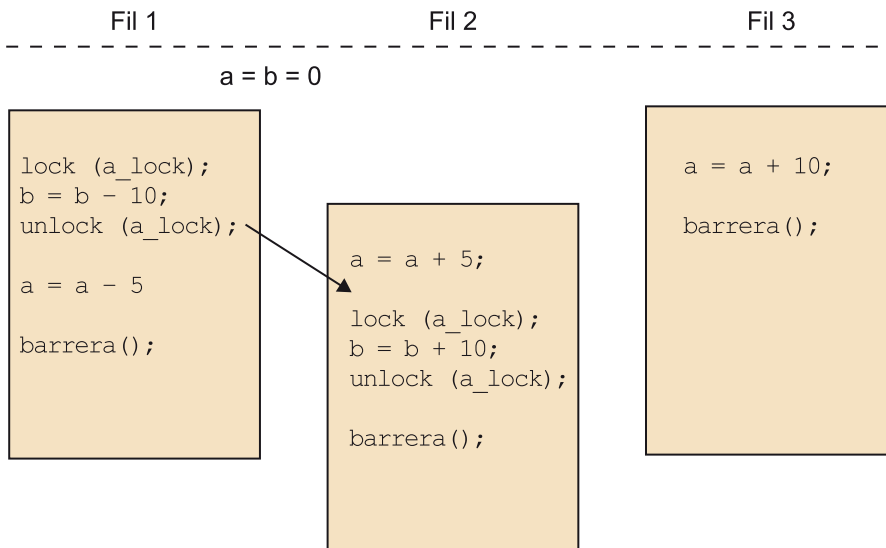 Fil 1
Fil 2
Fil 3
a = b = 0
lock (a_lock);
b = b – 10;
unlock (a_lock);
a = a – 5
barrera();
a = a + 5;
lock (a_lock);
b = b + 10;
unlock (a_lock);
barrera();
a = a + 10;
barrera();